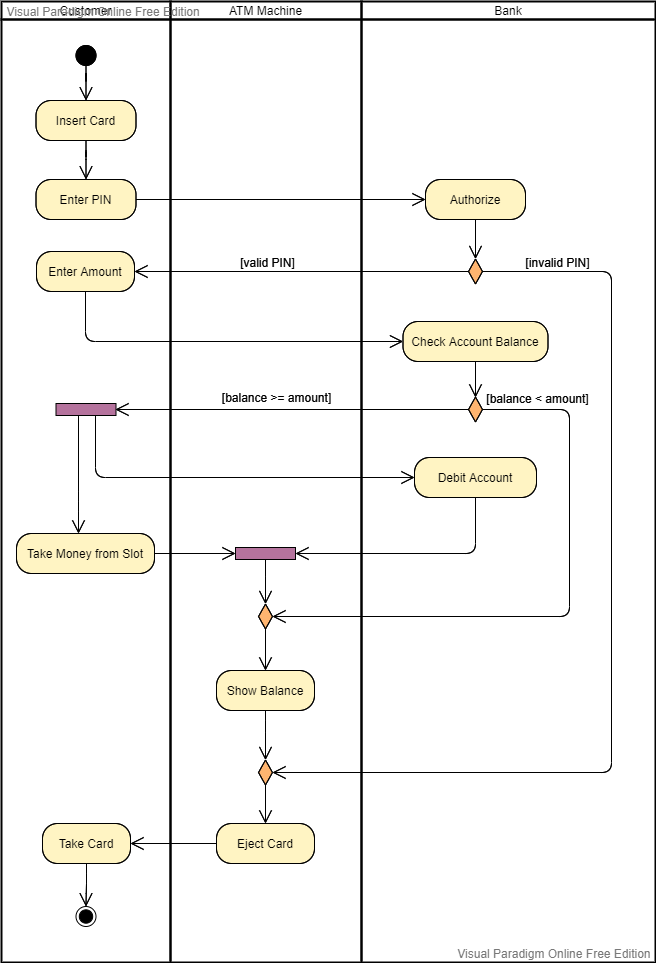 Visual Paradigm Online Free Edition
Customer
ATM Machine
Bank
Insert Card
Enter PIN
Authorize
Enter Amount
[valid PIN]
[invalid PIN]
Check Account Balance
[balance >= amount]
[balance < amount]
Debit Account
Take Money from Slot
Show Balance
Take Card
Eject Card
Visual Paradigm Online Free Edition